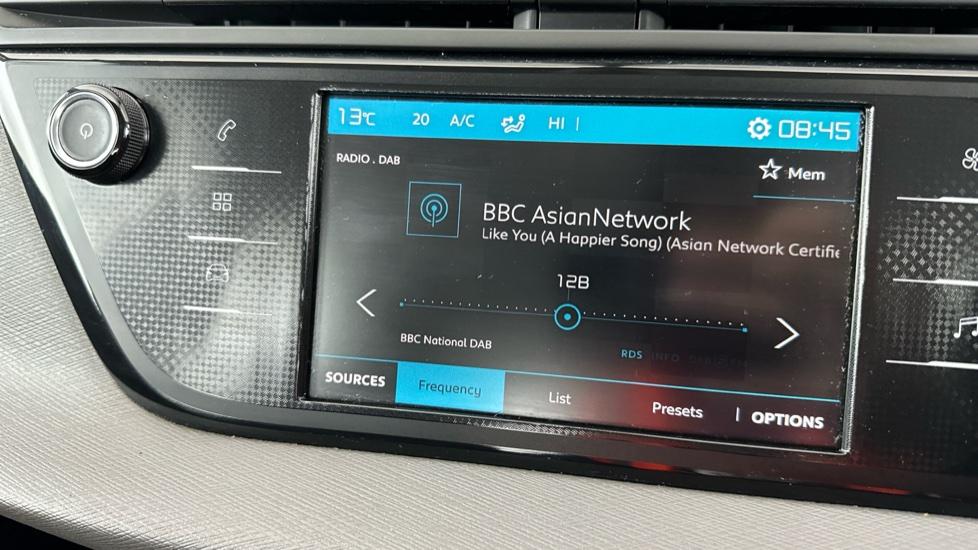 13°C 20 A/C HI 08:45
RADIO . DAB
Mem
BBC AsianNetwork
Like You (A Happier Song) (Asian Network Certifie
12B
BBC National DAB
RDS INFO
SOURCES Frequency List Presets OPTIONS